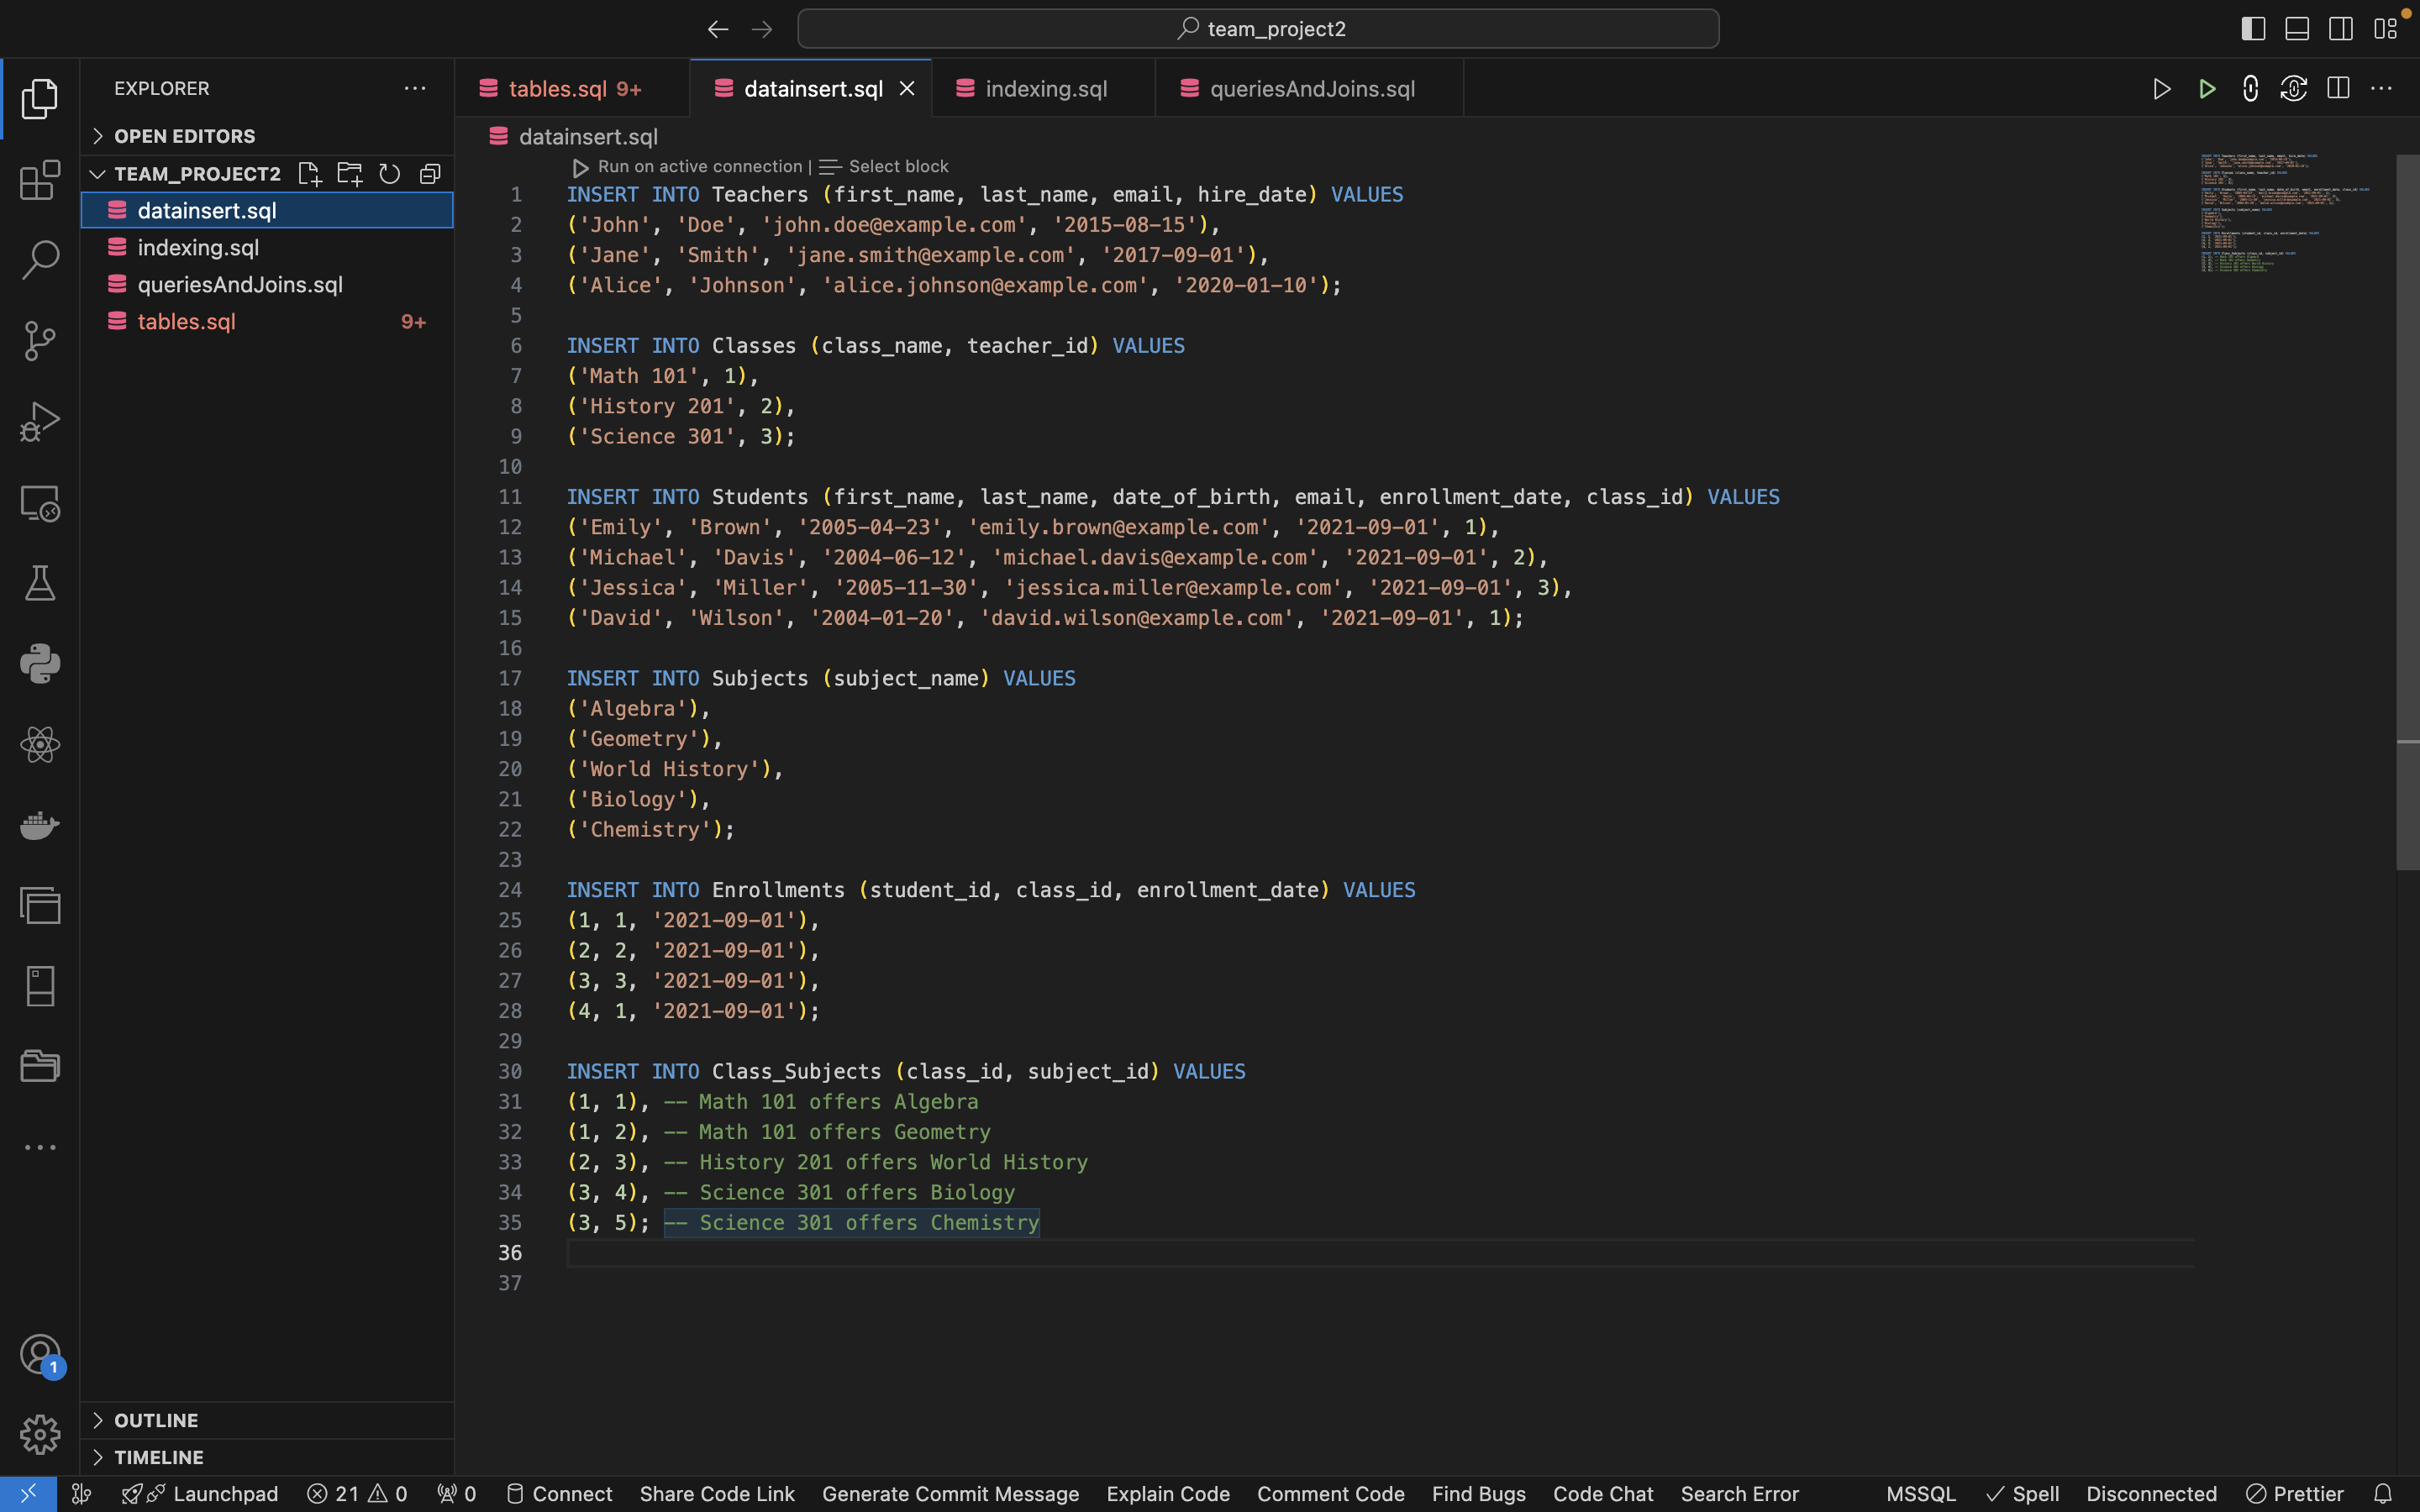 team_project2
EXPLORER
OPEN EDITORS
TEAM_PROJECT2
datainsert.sql
indexing.sql
queriesAndJoins.sql
tables.sql 9+
OUTLINE
TIMELINE
tables.sql 9+
datainsert.sql
indexing.sql
queriesAndJoins.sql
datainsert.sql
Run on active connection | Select block
1 INSERT INTO Teachers (first_name, last_name, email, hire_date) VALUES
2 ('John', 'Doe', 'john.doe@example.com', '2015-08-15'),
3 ('Jane', 'Smith', 'jane.smith@example.com', '2017-09-01'),
4 ('Alice', 'Johnson', 'alice.johnson@example.com', '2020-01-10');
5
6 INSERT INTO Classes (class_name, teacher_id) VALUES
7 ('Math 101', 1),
8 ('History 201', 2),
9 ('Science 301', 3);
10
11 INSERT INTO Students (first_name, last_name, date_of_birth, email, enrollment_date, class_id) VALUES
12 ('Emily', 'Brown', '2005-04-23', 'emily.brown@example.com', '2021-09-01', 1),
13 ('Michael', 'Davis', '2004-06-12', 'michael.davis@example.com', '2021-09-01', 2),
14 ('Jessica', 'Miller', '2005-11-30', 'jessica.miller@example.com', '2021-09-01', 3),
15 ('David', 'Wilson', '2004-01-20', 'david.wilson@example.com', '2021-09-01', 1);
16
17 INSERT INTO Subjects (subject_name) VALUES
18 ('Algebra'),
19 ('Geometry'),
20 ('World History'),
21 ('Biology'),
22 ('Chemistry');
23
24 INSERT INTO Enrollments (student_id, class_id, enrollment_date) VALUES
25 (1, 1, '2021-09-01'),
26 (2, 2, '2021-09-01'),
27 (3, 3, '2021-09-01'),
28 (4, 1, '2021-09-01');
29
30 INSERT INTO Class_Subjects (class_id, subject_id) VALUES
31 (1, 1), -- Math 101 offers Algebra
32 (1, 2), -- Math 101 offers Geometry
33 (2, 3), -- History 201 offers World History
34 (3, 4), -- Science 301 offers Biology
35 (3, 5); -- Science 301 offers Chemistry
36
37
1
Launchpad 21 0 0 Connect Share Code Link Generate Commit Message Explain Code Comment Code Find Bugs Code Chat Search Error MSSQL Spell Disconnected Prettier